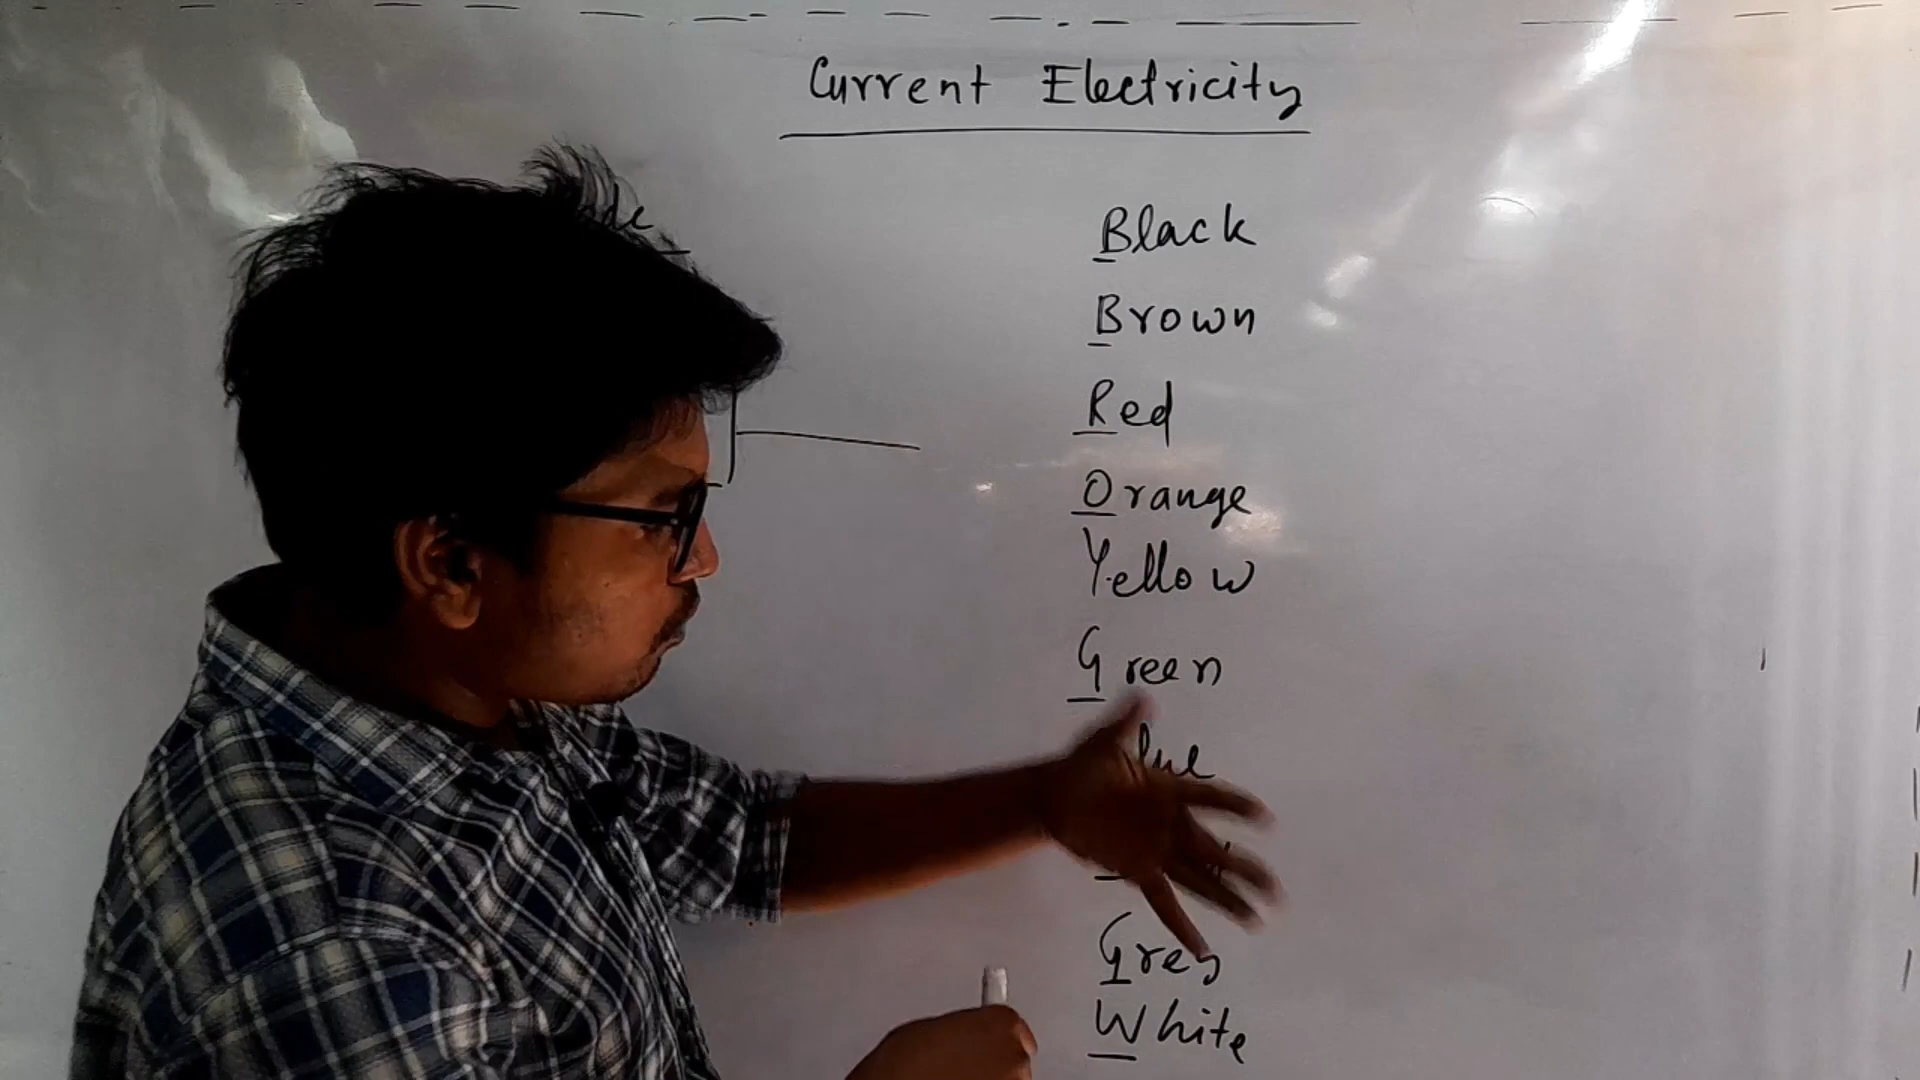 Current Electricity
Black
Brown
Red
Orange
Yellow
Green
Grey
White